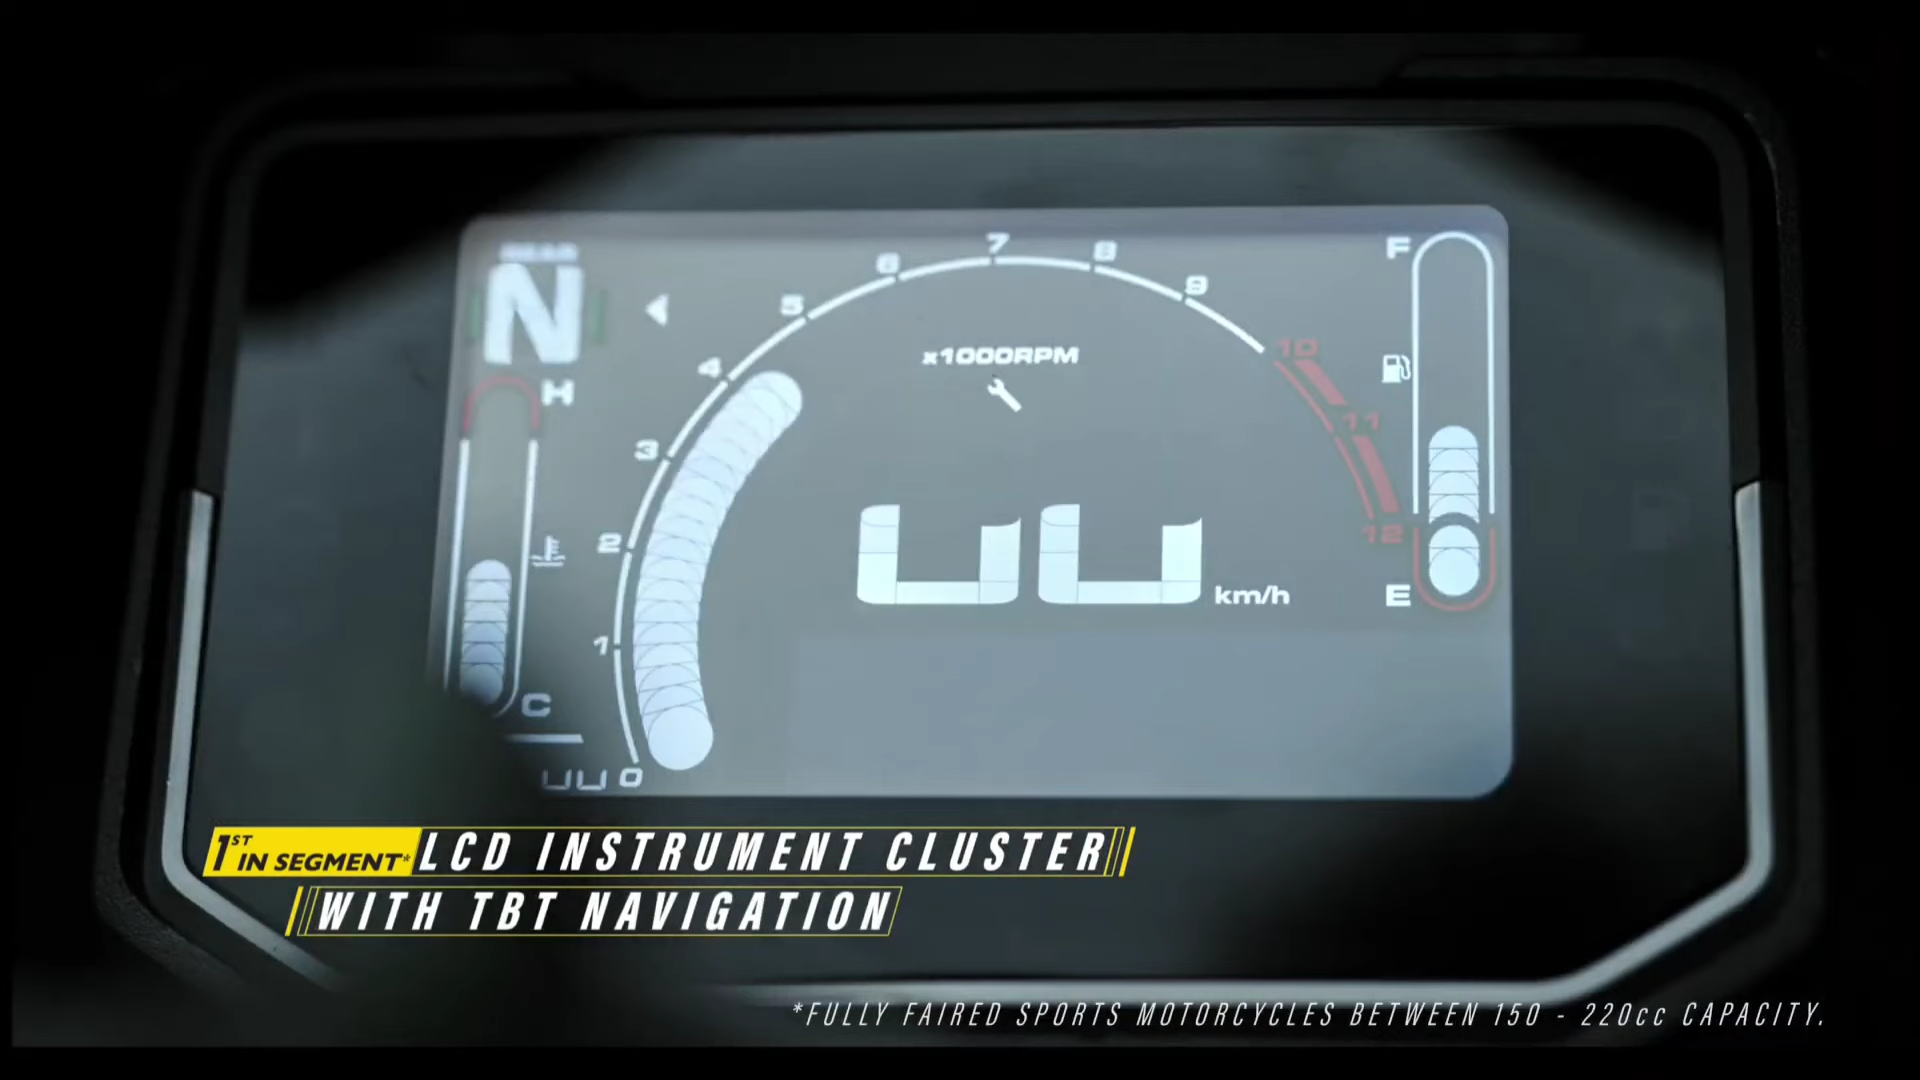 N
H
C
0
1
2
3
4
5
6
7
8
9
10
11
12
x1000RPM
km/h
F
E
1ST IN SEGMENT* LCD INSTRUMENT CLUSTER
WITH TBT NAVIGATION
*FULLY FAIRED SPORTS MOTORCYCLES BETWEEN 150 - 220cc CAPACITY.